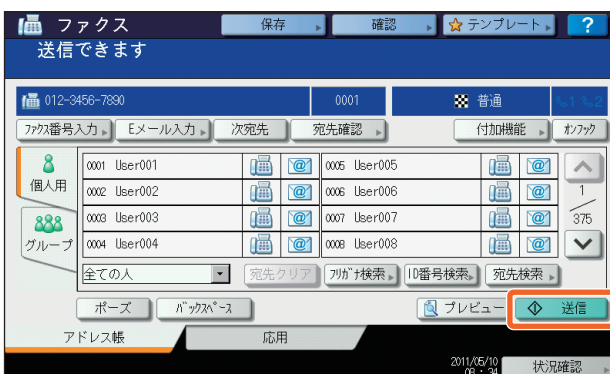 ファクス 保存 確認 テンプレート ?
送信できます
012-3456-7890 0001 普通 1 2
ファクス番号入力 Eメール入力 次宛先 宛先確認 付加機能 オンフック
個人用
グループ
0001 User001 0005 User005
0002 User002 0006 User006
0003 User003 0007 User007
0004 User004 0008 User008
1
375
全ての人 宛先クリア フリガナ検索 ID番号検索 宛先検索
ポーズ バックスペース プレビュー 送信
アドレス帳 応用
2011/05/10
08 : 34 状況確認